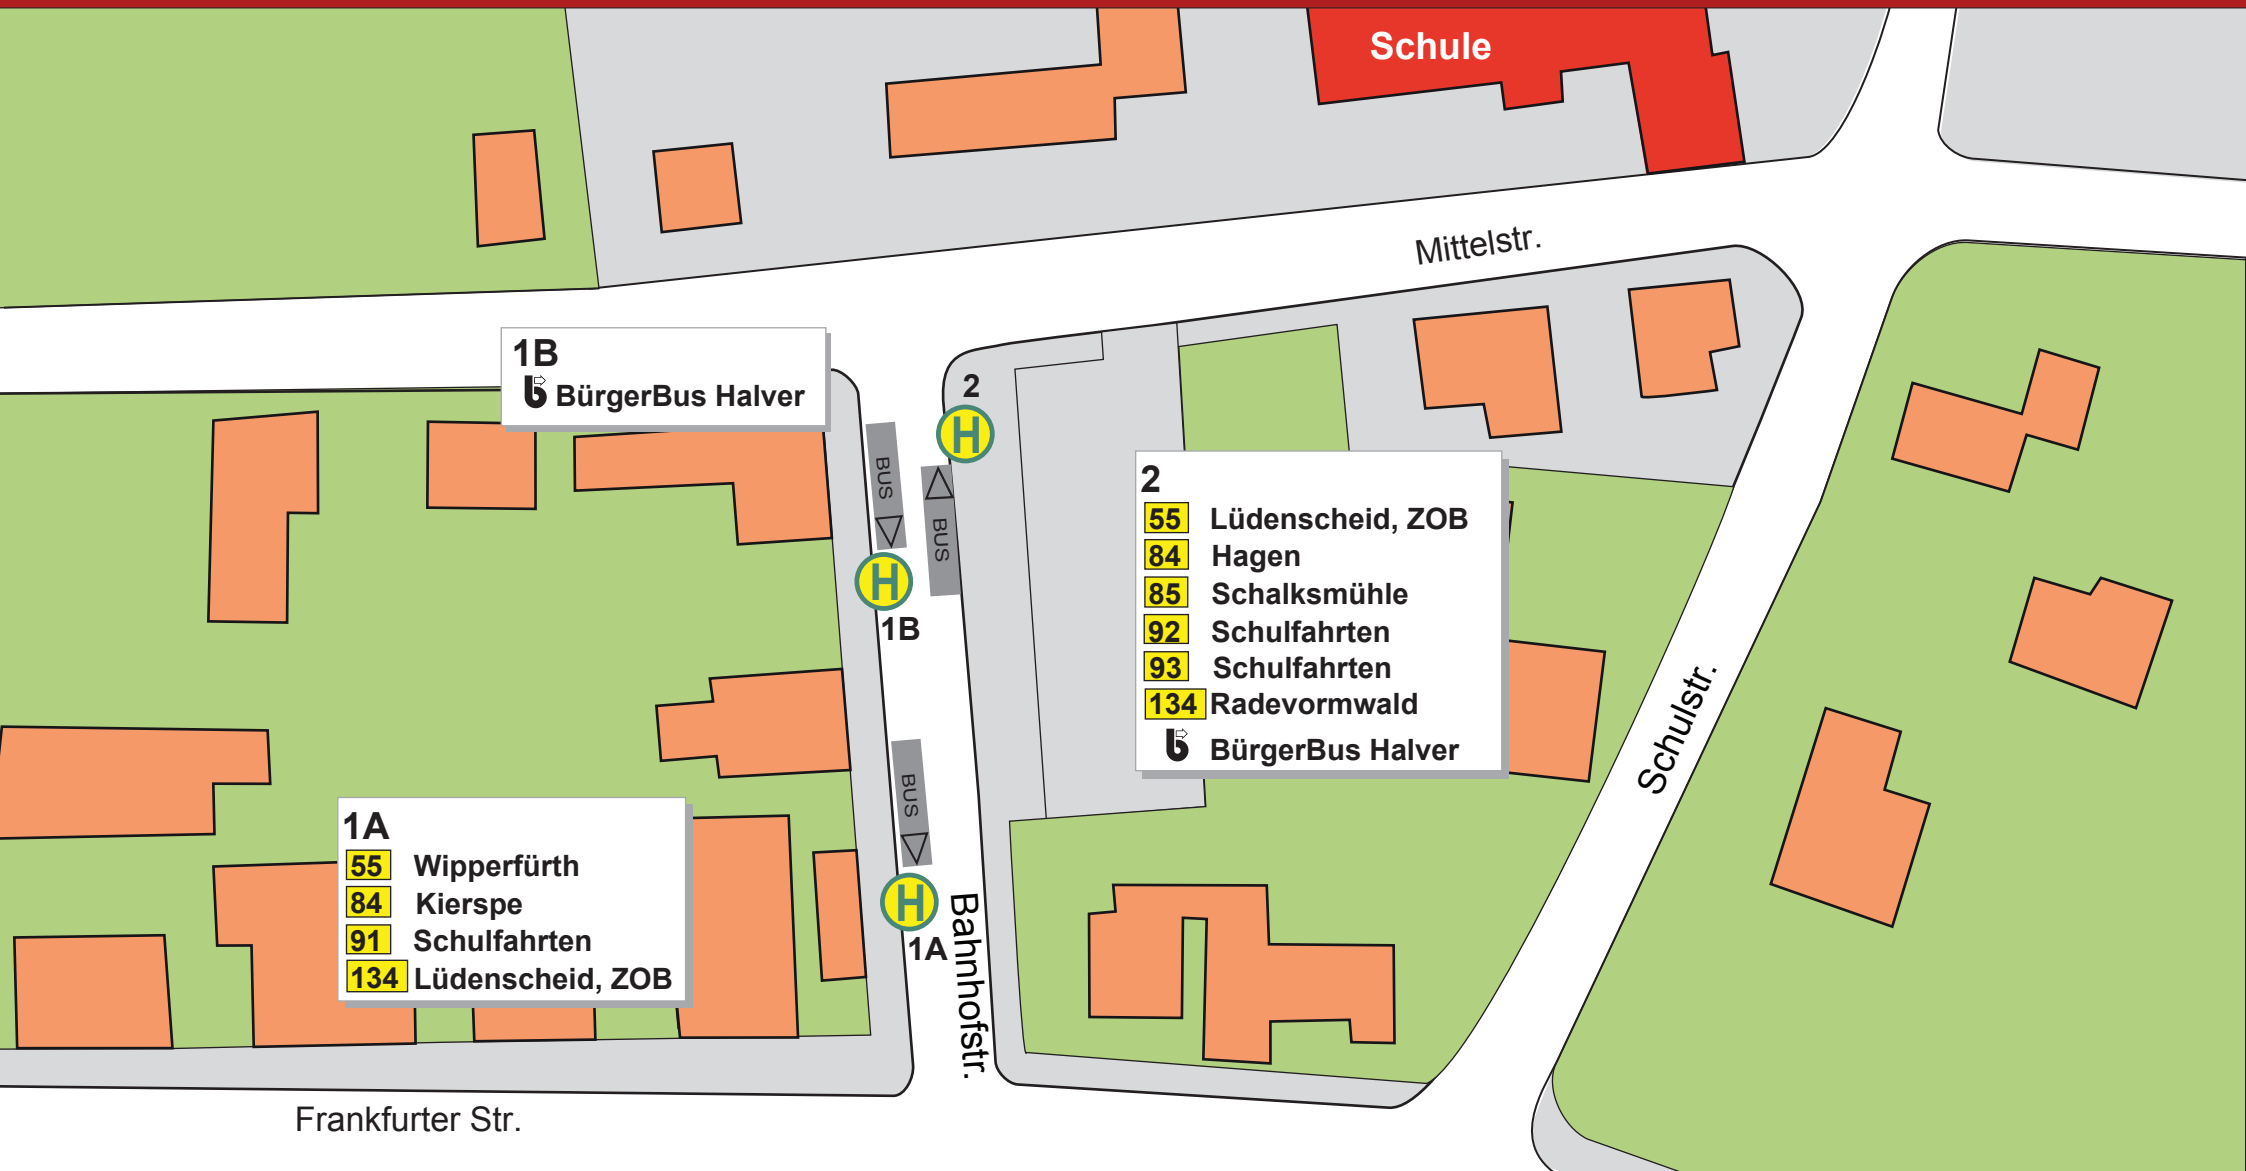 Schule
Mittelstr.
1B
BürgerBus Halver
2
H
BUS
BUS
H
1B
2
55 Lüdenscheid, ZOB
84 Hagen
85 Schalksmühle
92 Schulfahrten
93 Schulfahrten
134 Radevormwald
BürgerBus Halver
Schulstr.
BUS
1A
55 Wipperfürth
84 Kierspe
91 Schulfahrten
134 Lüdenscheid, ZOB
H
1A
Bahnhofstr.
Frankfurter Str.